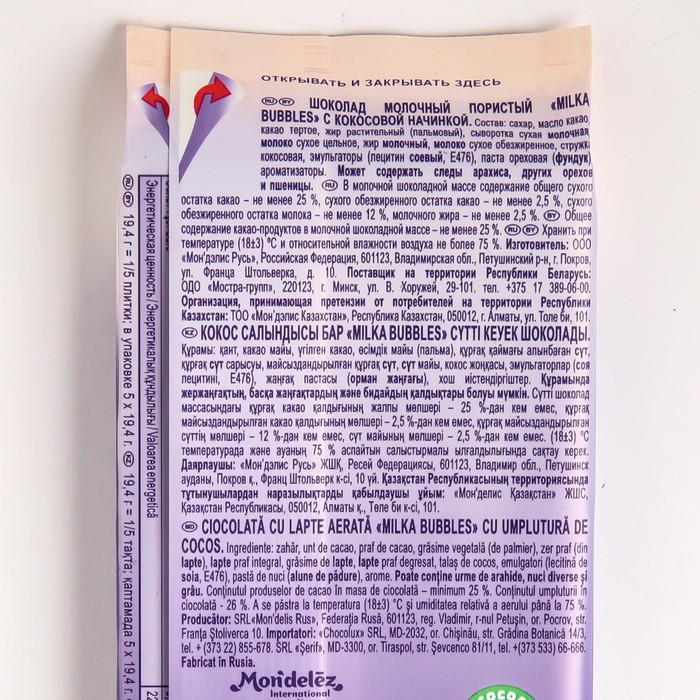 ОТКРЫВАТЬ И ЗАКРЫВАТЬ ЗДЕСЬ
RU BY ШОКОЛАД МОЛОЧНЫЙ ПОРИСТЫЙ «MILKA
BUBBLES» С КОКОСОВОЙ НАЧИНКОЙ. Состав: сахар, масло какао,
какао тертое, жир растительный (пальмовый), сыворотка сухая молочная,
молоко сухое цельное, жир молочный, молоко сухое обезжиренное, стружка
кокосовая, эмульгаторы (лецитин соевый, Е476), паста ореховая (фундук),
ароматизаторы. Может содержать следы арахиса, других орехов
и пшеницы. RU В молочной шоколадной массе содержание общего сухого
остатка какао – не менее 25 %, сухого обезжиренного остатка какао – не менее 2,5 %, сухого
обезжиренного остатка молока – не менее 12 %, молочного жира – не менее 2,5 %. BY Общее
содержание какао-продуктов в молочной шоколадной массе – не менее 25 %. RU BY Хранить при
температуре (18±3) °C и относительной влажности воздуха не более 75 %. Изготовитель: ООО
«Мон'дэлис Русь», Российская Федерация, 601123, Владимирская обл., Петушинский р-н, г. Покров,
ул. Франца Штольверка, д. 10. Поставщик на территории Республики Беларусь:
ОДО «Мостра-групп», 220123, г. Минск, ул. В. Хоружей, 29-101. тел. +375 17 389-06-00.
Организация, принимающая претензии от потребителей на территории Республики
Казахстан: ТОО «Мон'дэлис Казахстан», Республика Казахстан, 050012, г. Алматы, ул. Толе би, 101.
KZ КОКОС САЛЫНДЫСЫ БАР «MILKA BUBBLES» СҮТТІ КЕУЕК ШОКОЛАДЫ.
Құрамы: қант, какао майы, үгілген какао, өсімдік майы (пальма), құрғақ қаймағы алынбаған сүт,
құрғақ сүт сарысуы, майсыздандырылған құрғақ сүт, сүт майы, кокос жоңқасы, эмульгаторлар (соя
лецитині, Е476), жаңғақ пастасы (орман жаңғағы), хош иістендіргіштер. Құрамында
жержаңғақтың, басқа жаңғақтардың және бидайдың қалдықтары болуы мүмкін. Сүтті шоколад
массасындағы құрғақ какао қалдығының жалпы мөлшері – 25 %-дан кем емес, құрғақ
майсыздандырылған какао қалдығының мөлшері – 2,5 %-дан кем емес, құрғақ майсыздандырылған
сүттің мөлшері – 12 %-дан кем емес, сүт майының мөлшері – 2,5 %-дан кем емес. (18±3) °C
температурада және ауаның 75 % аспайтын салыстырмалы ылғалдылығында сақтау керек.
Даярлаушы: «Мон'дэлис Русь» ЖШҚ, Ресей Федерациясы, 601123, Владимир обл., Петушинск
ауданы, Покров қ., Франц Штольверк к-сі, 10 үй. Қазақстан Республикасының территориясында
тұтынушылардан наразылықтарды қабылдаушы ұйым: «Мон'делис Қазақстан» ЖШС,
Қазақстан Республикасы, 050012, Алматы қ., Төле би к-сі, 101.
MD CIOCOLATĂ CU LAPTE AERATĂ «MILKA BUBBLES» CU UMPLUTURĂ DE
COCOS. Ingrediente: zahăr, unt de cacao, praf de cacao, grăsime vegetală (de palmier), zer praf (din
lapte), lapte praf integral, grăsime de lapte, lapte praf degresat, talaș de cocos, emulgatori (lecitină de
soia, E476), pastă de nuci (alune de pădure), arome. Poate conține urme de arahide, nuci diverse și
grâu. Conținutul produselor de cacao în masa de ciocolată – minimum 25 %. Conținutul umpluturii în
ciocolată - 26 %. A se păstra la temperatura (18±3) °C și umiditatea relativă a aerului până la 75 %.
Producător: SRL«Mon'delis Rus», Federația Rusă, 601123, reg. Vladimir, r-nul Petușin, or. Pocrov, str.
Franța Ștoliverca 10. Importatori: «Chocolux» SRL, MD-2032, or. Chișinău, str. Grădina Botanică 14/3,
tel. + (373 22) 855-678. SRL «Șerif», MD-3300, or. Tiraspol, str. Șevcenco 81/11, tel. +(373 533) 66-666.
Fabricat în Rusia.
Mondelēz
International
COCOA
RU BY 19,4 г = 1/5 плитки; в упаковке 5 x 19,4 г. KZ 19,4 г = 1/5 тақта; қаптамада 5 x 19,4 г.
Энергетическая ценность / Энергетикалық құндылығы / Valoarea energetică